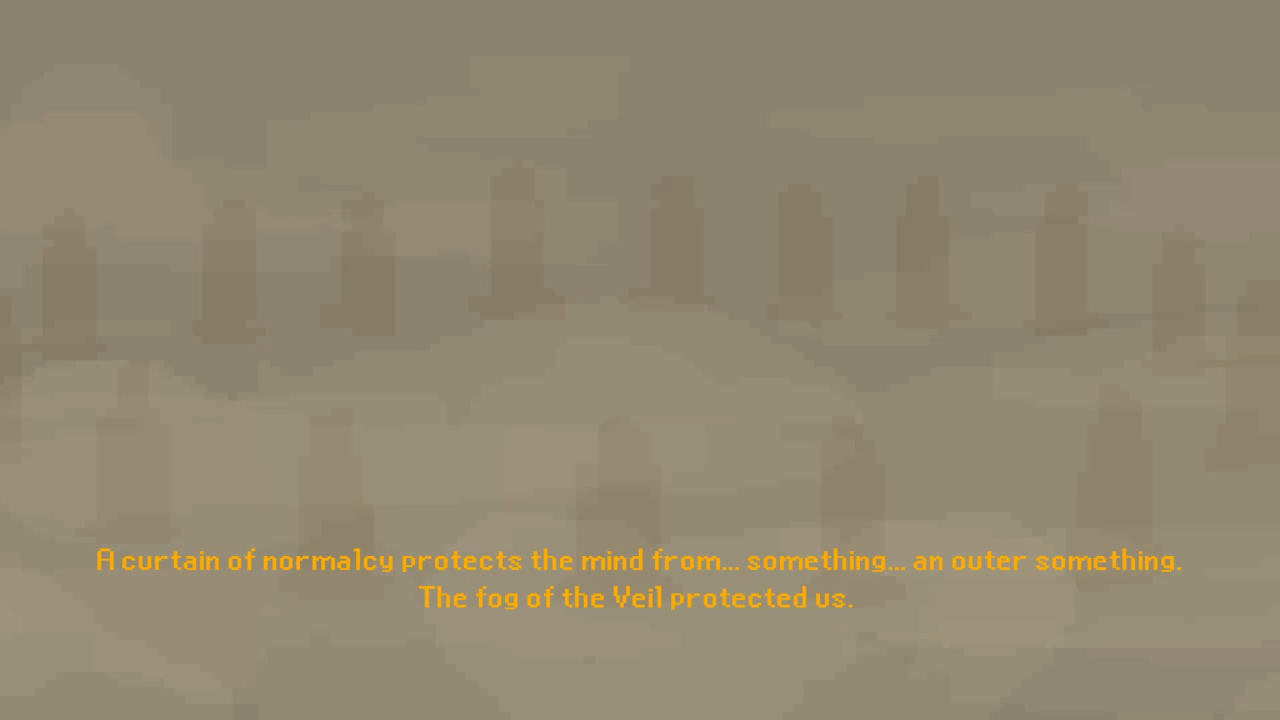 A curtain of normalcy protects the mind from... something... an outer something.
The fog of the Veil protected us.